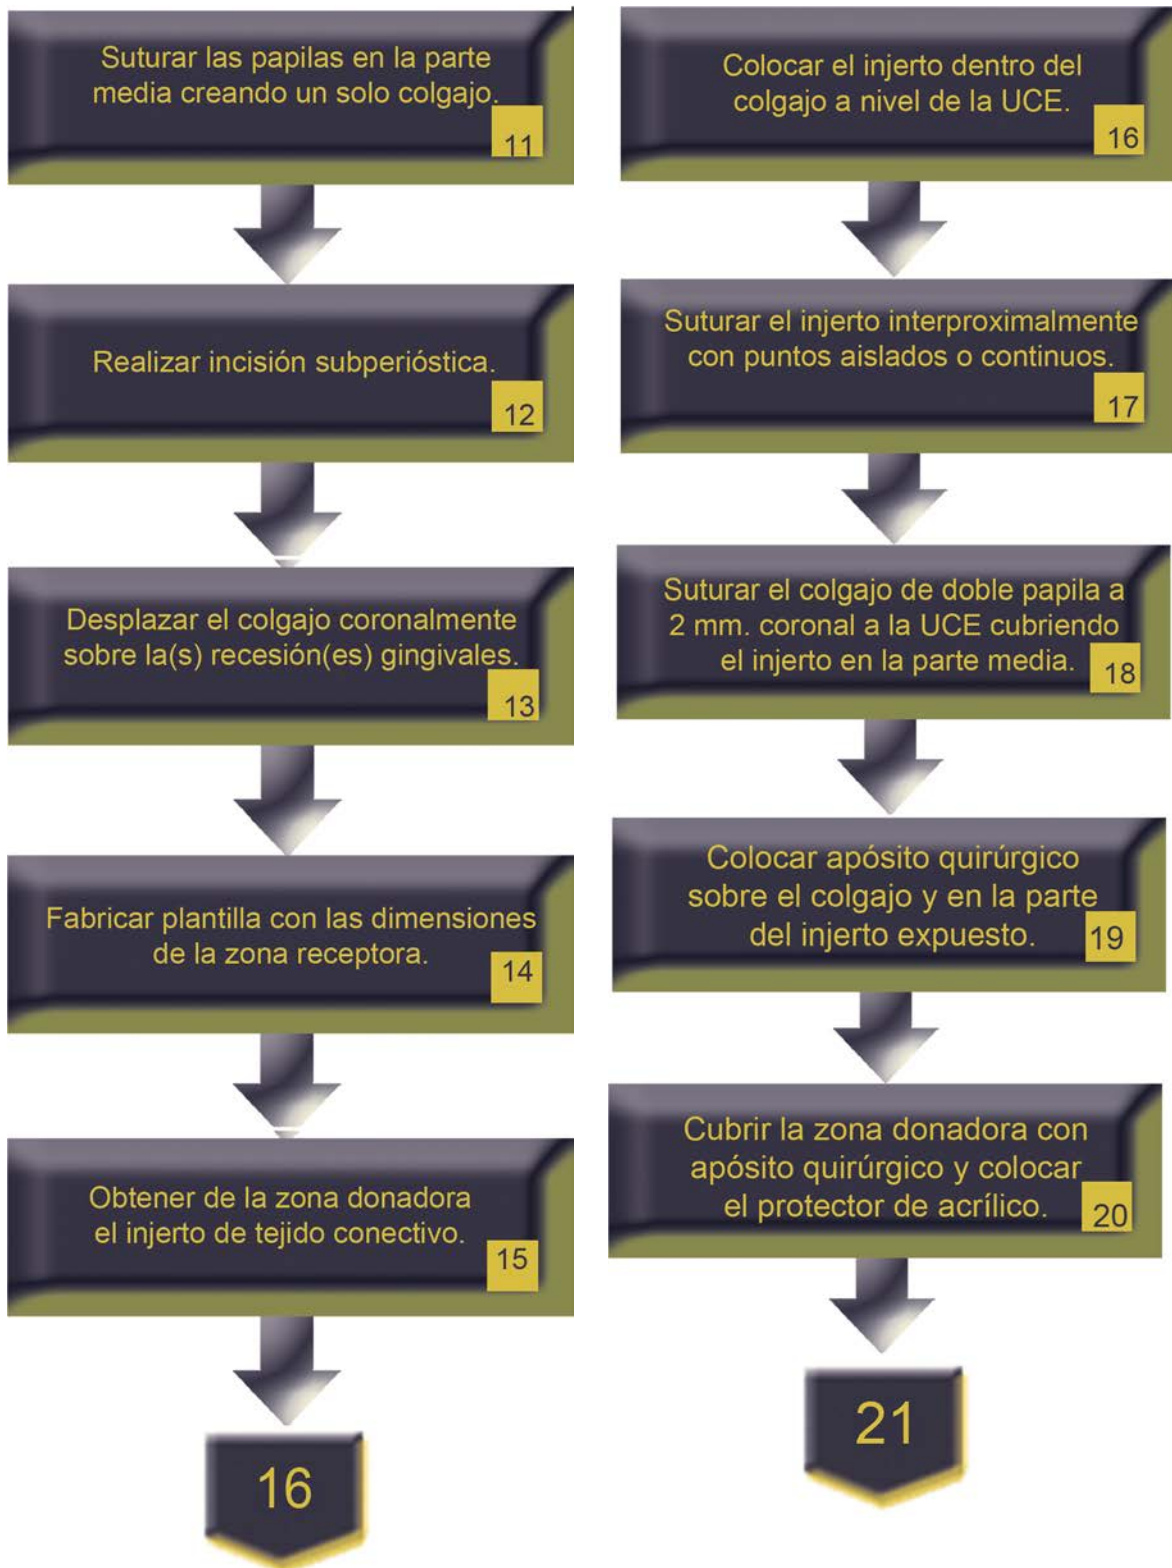 Suturar las papilas en la parte
media creando un solo colgajo.
11
Realizar incisión subperióstica.
12
Desplazar el colgajo coronalmente
sobre la(s) recesión(es) gingivales.
13
Fabricar plantilla con las dimensiones
de la zona receptora.
14
Obtener de la zona donadora
el injerto de tejido conectivo.
15
16
Colocar el injerto dentro del
colgajo a nivel de la UCE.
16
Suturar el injerto interproximalmente
con puntos aislados o continuos.
17
Suturar el colgajo de doble papila a
2 mm. coronal a la UCE cubriendo
el injerto en la parte media.
18
Colocar apósito quirúrgico
sobre el colgajo y en la parte
del injerto expuesto.
19
Cubrir la zona donadora con
apósito quirúrgico y colocar
el protector de acrílico.
20
21